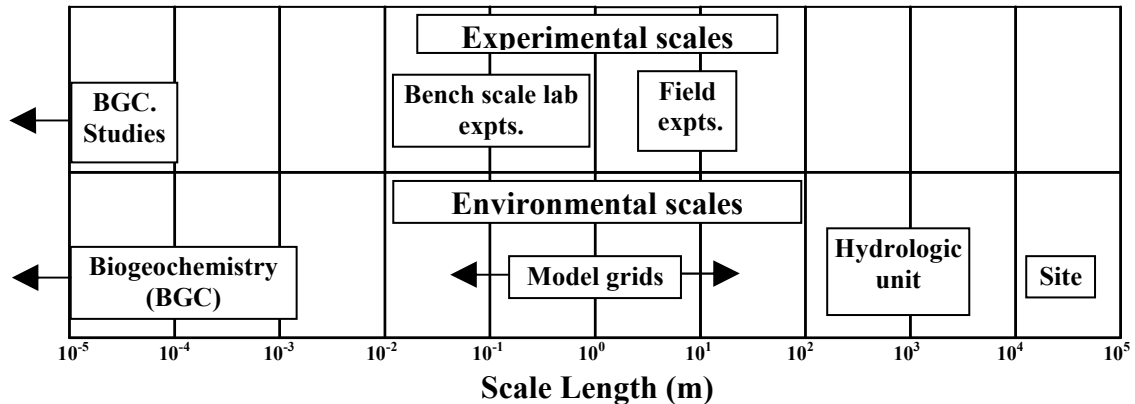 Experimental scales
BGC.
Studies
Bench scale lab
expts.
Field
expts.
Environmental scales
Biogeochemistry
(BGC)
Model grids
Hydrologic
unit
Site
10⁻⁵ 10⁻⁴ 10⁻³ 10⁻² 10⁻¹ 10⁰ 10¹ 10² 10³ 10⁴ 10⁵
Scale Length (m)